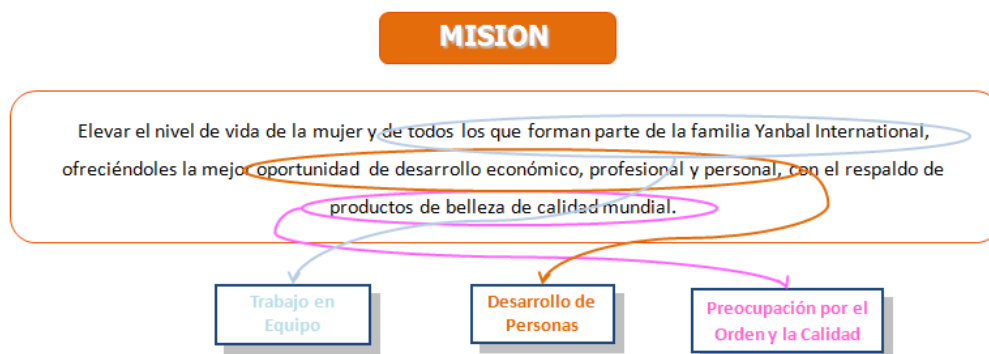 MISION
Elevar el nivel de vida de la mujer y de todos los que forman parte de la familia Yanbal International,
ofreciéndoles la mejor oportunidad de desarrollo económico, profesional y personal, con el respaldo de
productos de belleza de calidad mundial.
Trabajo en
Equipo
Desarrollo de
Personas
Preocupación por el
Orden y la Calidad